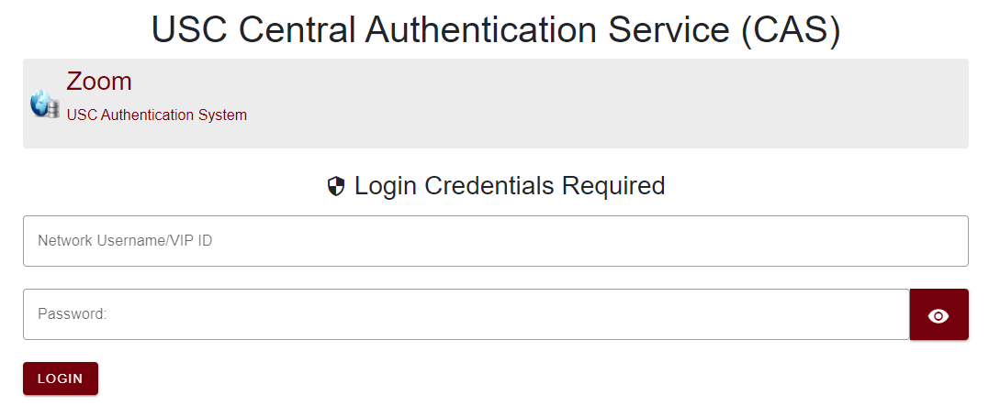 USC Central Authentication Service (CAS)
Zoom
USC Authentication System
Login Credentials Required
Network Username/VIP ID
Password:
LOGIN